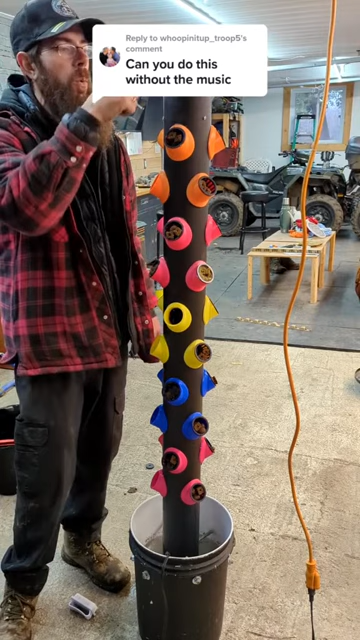 Reply to whoopinitup_troop5's
comment
Can you do this
without the music